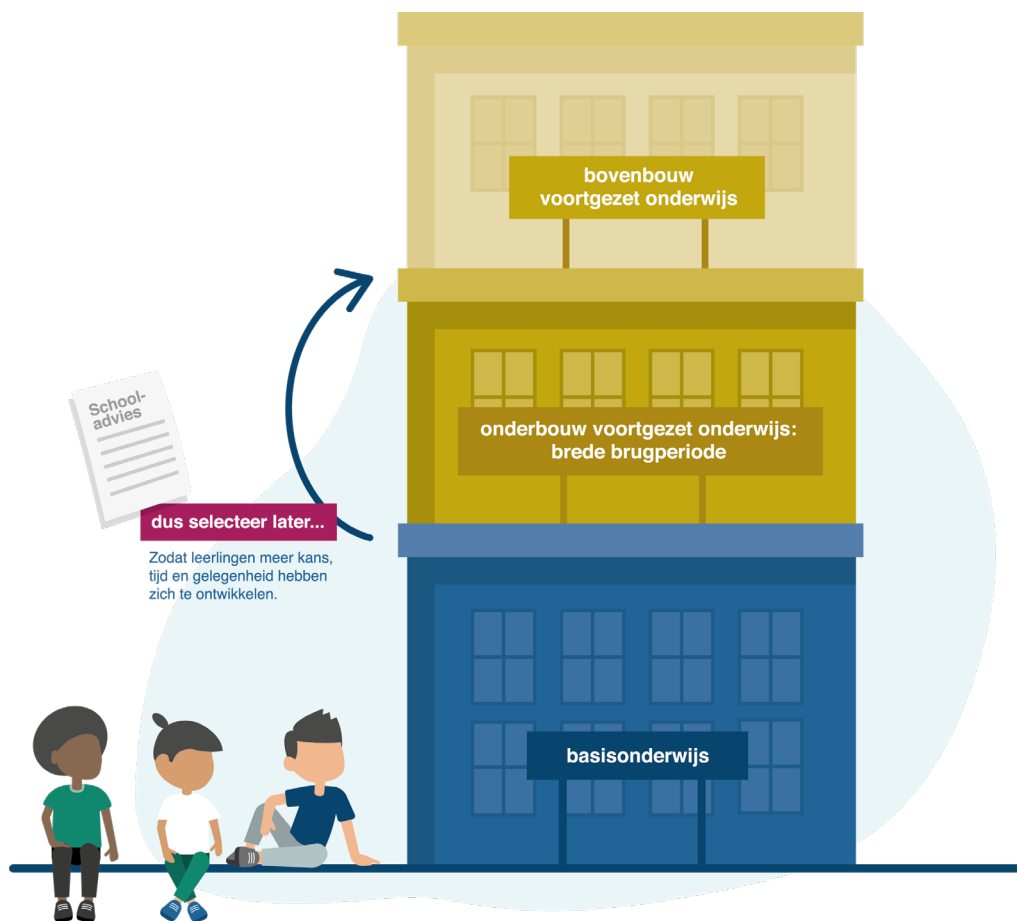 bovenbouw
voortgezet onderwijs
School-
advies
onderbouw voortgezet onderwijs:
brede brugperiode
dus selecteer later...
Zodat leerlingen meer kans,
tijd en gelegenheid hebben
zich te ontwikkelen.
basisonderwijs